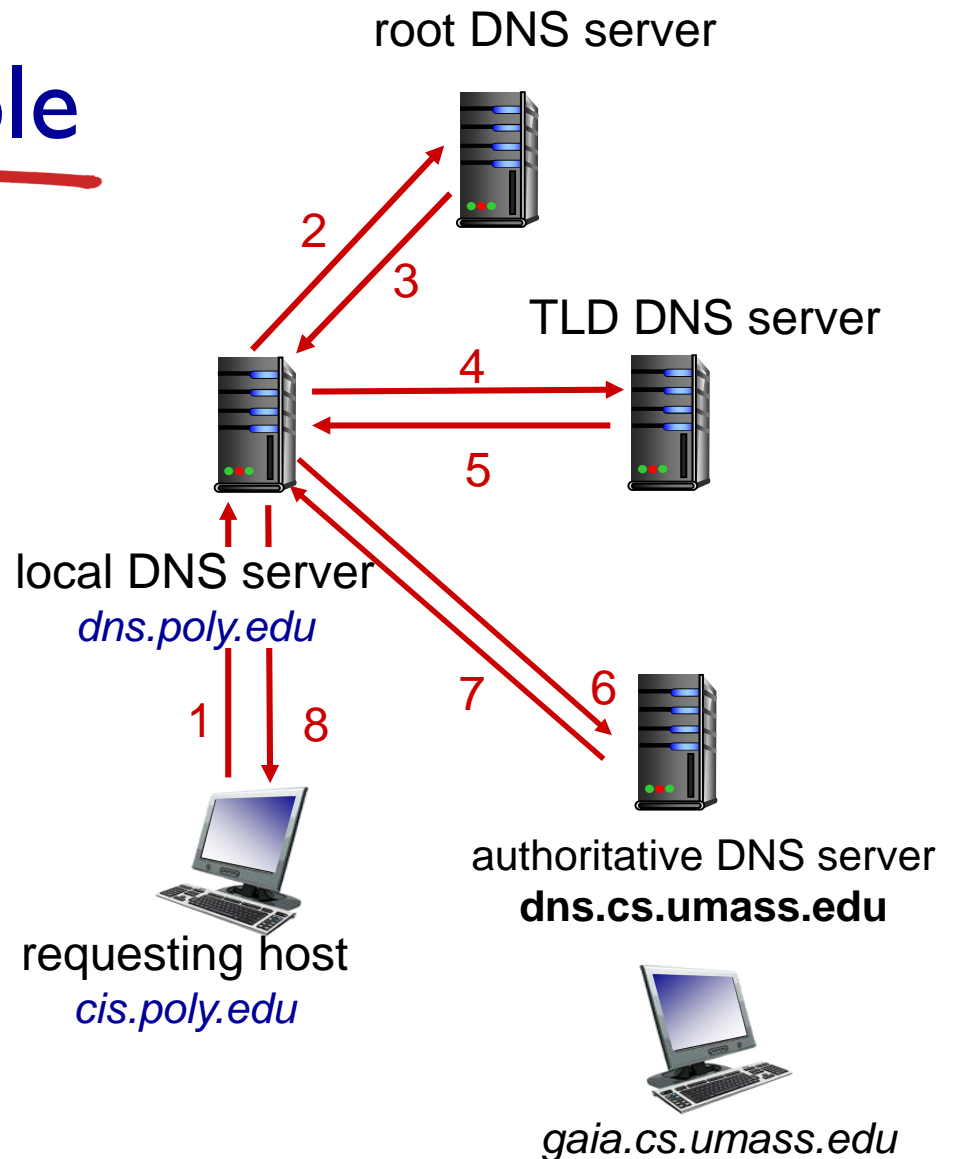 root DNS server
2
3
TLD DNS server
4
5
local DNS server
dns.poly.edu
1
8
7
6
authoritative DNS server
dns.cs.umass.edu
requesting host
cis.poly.edu
gaia.cs.umass.edu